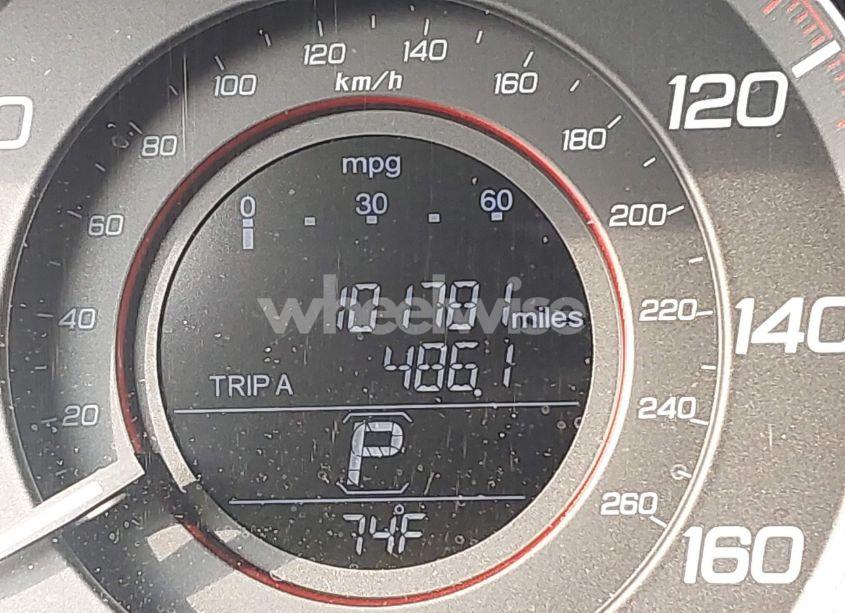 120 140
100 km/h 160
0 120
80 mpg 180
0 30 60
60 200
wheelwise
101781 miles
40 220 140
486.1
TRIP A
20 240
P
260
74°F 160